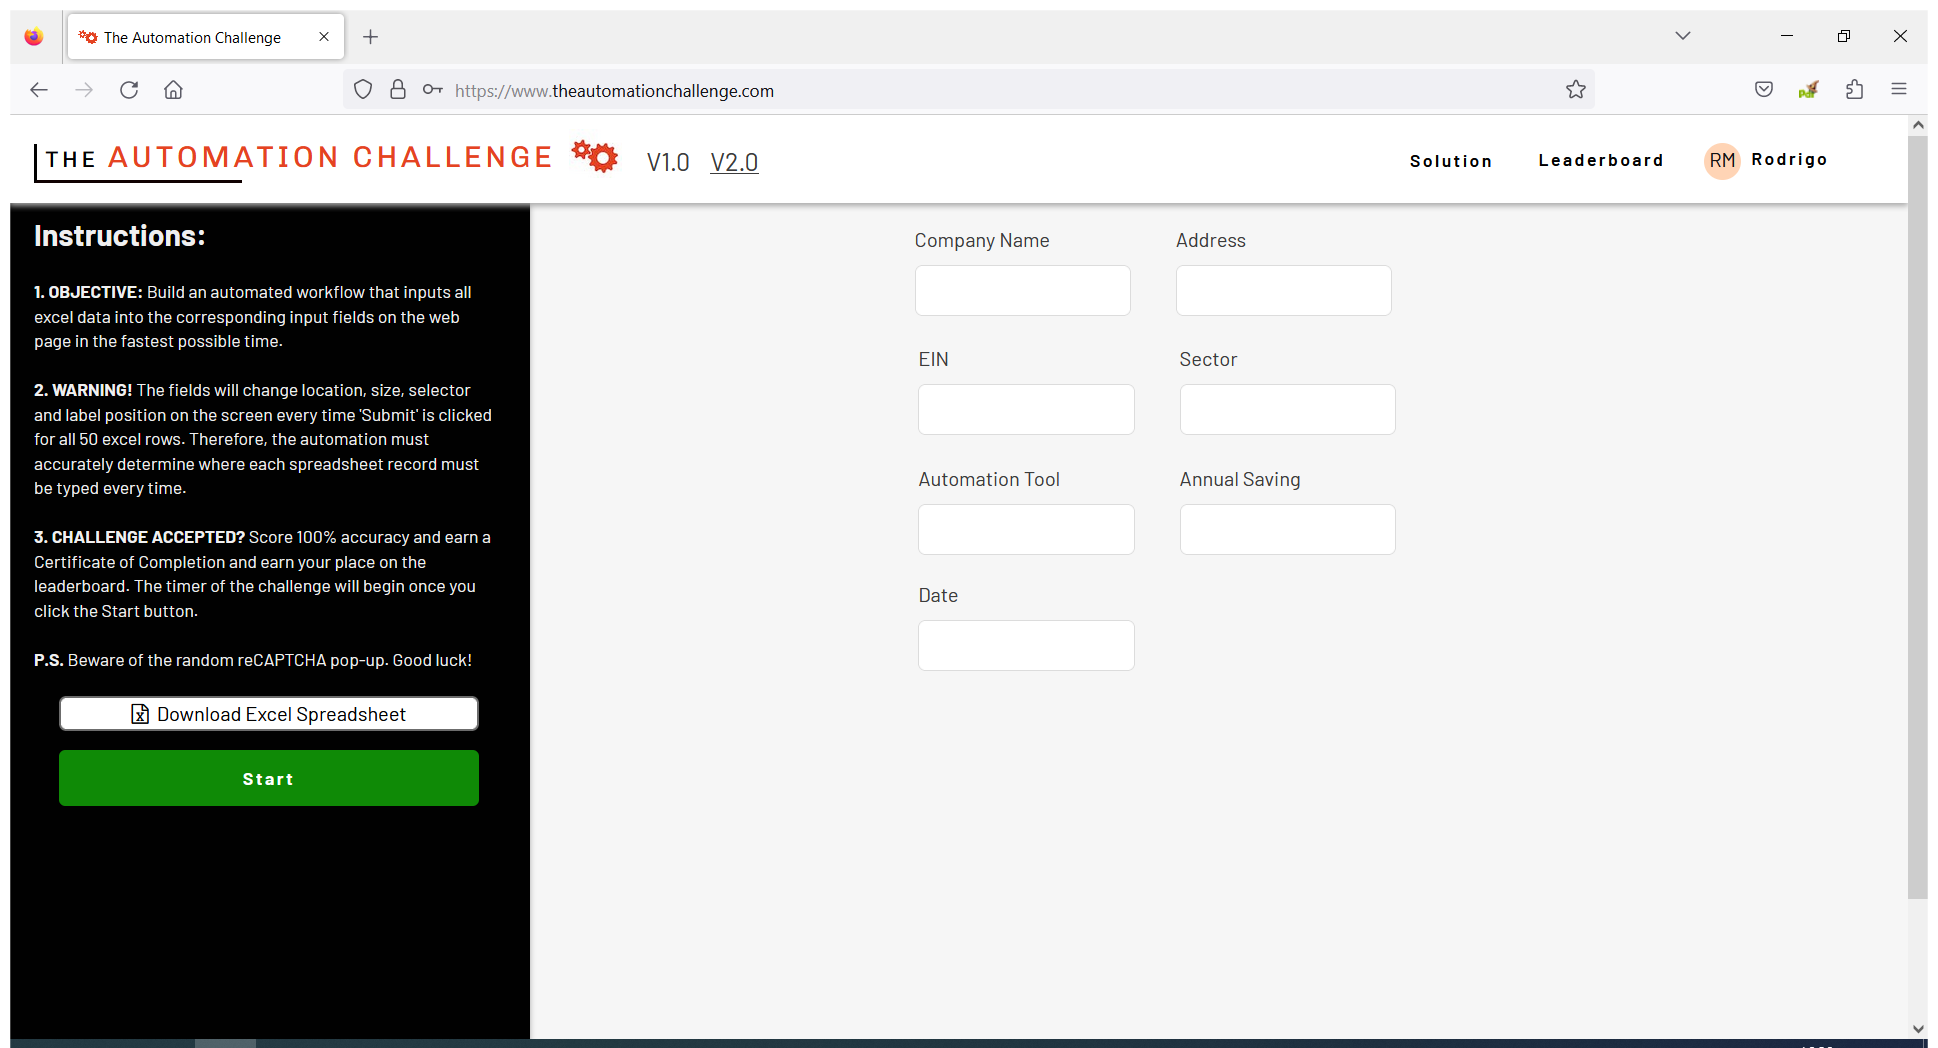 The Automation Challenge
https://www.theautomationchallenge.com
THE AUTOMATION CHALLENGE V1.0 V2.0
Solution Leaderboard RM Rodrigo
Instructions:
1. OBJECTIVE: Build an automated workflow that inputs all
excel data into the corresponding input fields on the web
page in the fastest possible time.
2. WARNING! The fields will change location, size, selector
and label position on the screen every time 'Submit' is clicked
for all 50 excel rows. Therefore, the automation must
accurately determine where each spreadsheet record must
be typed every time.
3. CHALLENGE ACCEPTED? Score 100% accuracy and earn a
Certificate of Completion and earn your place on the
leaderboard. The timer of the challenge will begin once you
click the Start button.
P.S. Beware of the random reCAPTCHA pop-up. Good luck!
Download Excel Spreadsheet
Start
Company Name Address
EIN Sector
Automation Tool Annual Saving
Date